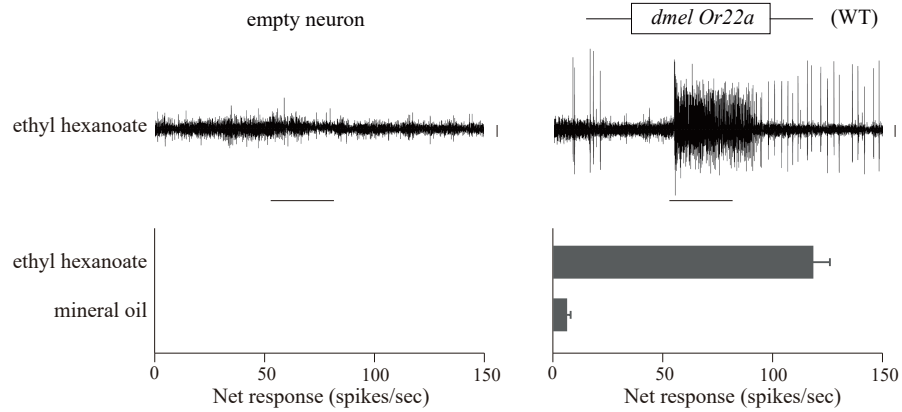 empty neuron
dmel Or22a (WT)
ethyl hexanoate
ethyl hexanoate
mineral oil
0 50 100 150
Net response (spikes/sec)
0 50 100 150
Net response (spikes/sec)